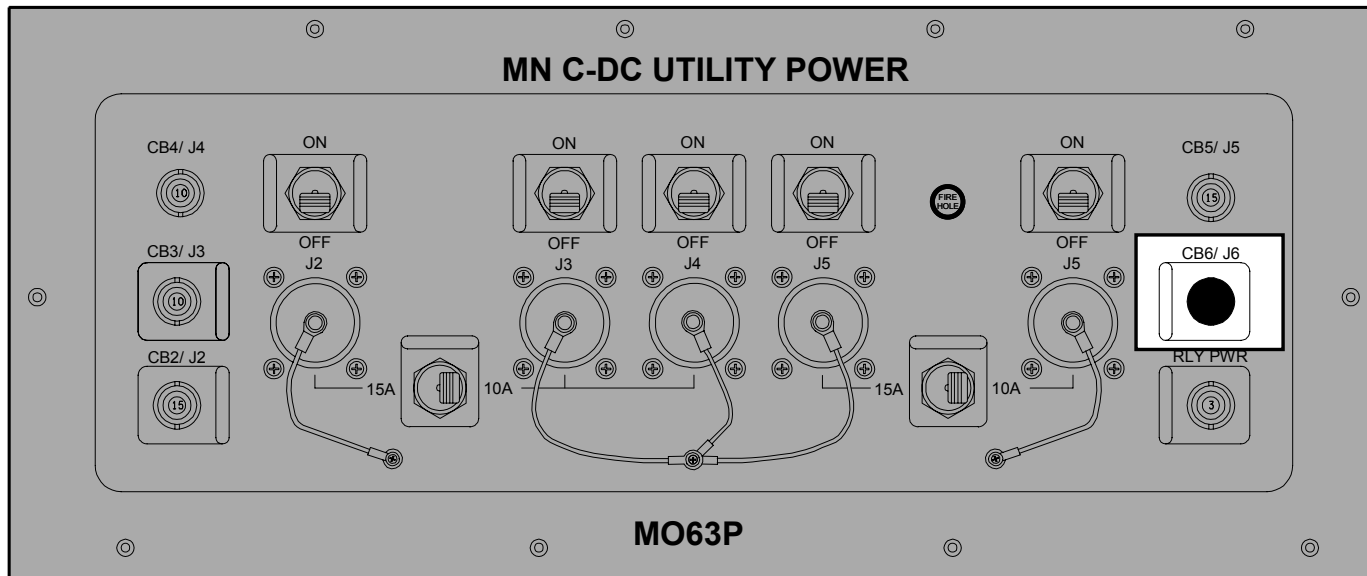 MN C-DC UTILITY POWER
ON ON ON ON ON
CB4/ J4 CB5/ J5
10 FIRE HOLE 15
OFF OFF OFF OFF OFF
CB3/ J3 J2 J3 J4 J5 J5 CB6/ J6
10
CB2/ J2 RLY PWR
15A 10A 15A 10A
15 3
MO63P